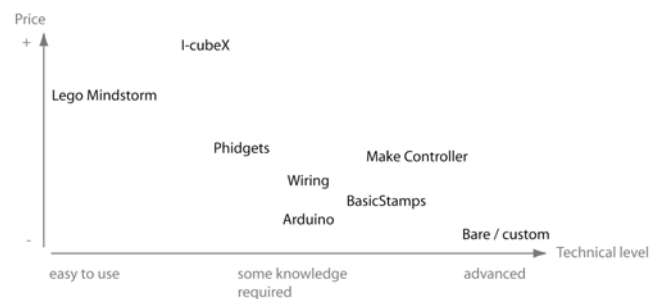 Price
+
I-cubeX
Lego Mindstorm
Phidgets
Make Controller
Wiring
BasicStamps
Arduino
Bare / custom
-
Technical level
easy to use
some knowledge
required
advanced